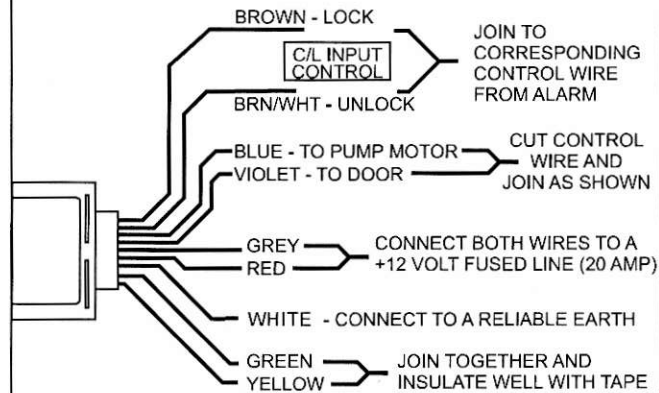 BROWN - LOCK
C/L INPUT
CONTROL
BRN/WHT - UNLOCK
JOIN TO
CORRESPONDING
CONTROL WIRE
FROM ALARM
BLUE - TO PUMP MOTOR
VIOLET - TO DOOR
CUT CONTROL
WIRE AND
JOIN AS SHOWN
GREY
RED
CONNECT BOTH WIRES TO A
+12 VOLT FUSED LINE (20 AMP)
WHITE - CONNECT TO A RELIABLE EARTH
GREEN
YELLOW
JOIN TOGETHER AND
INSULATE WELL WITH TAPE